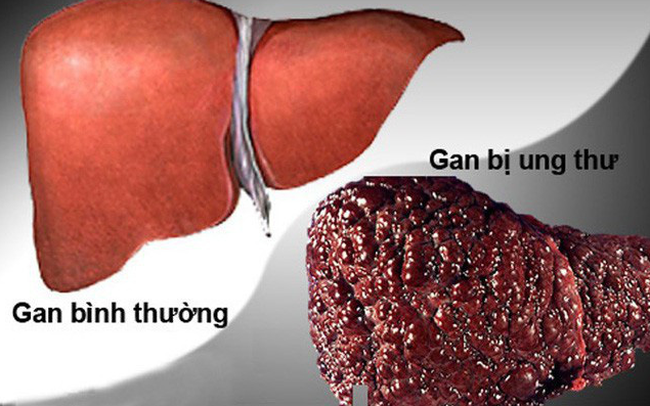 Gan bị ung thư
Gan bình thường